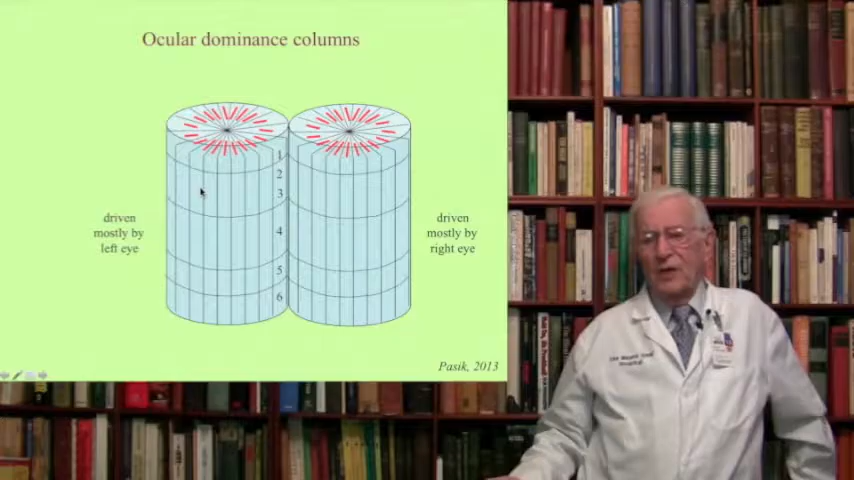 Ocular dominance columns
1
2
3
4
5
6
driven
mostly by
left eye
driven
mostly by
right eye
Pasik, 2013
Hospital